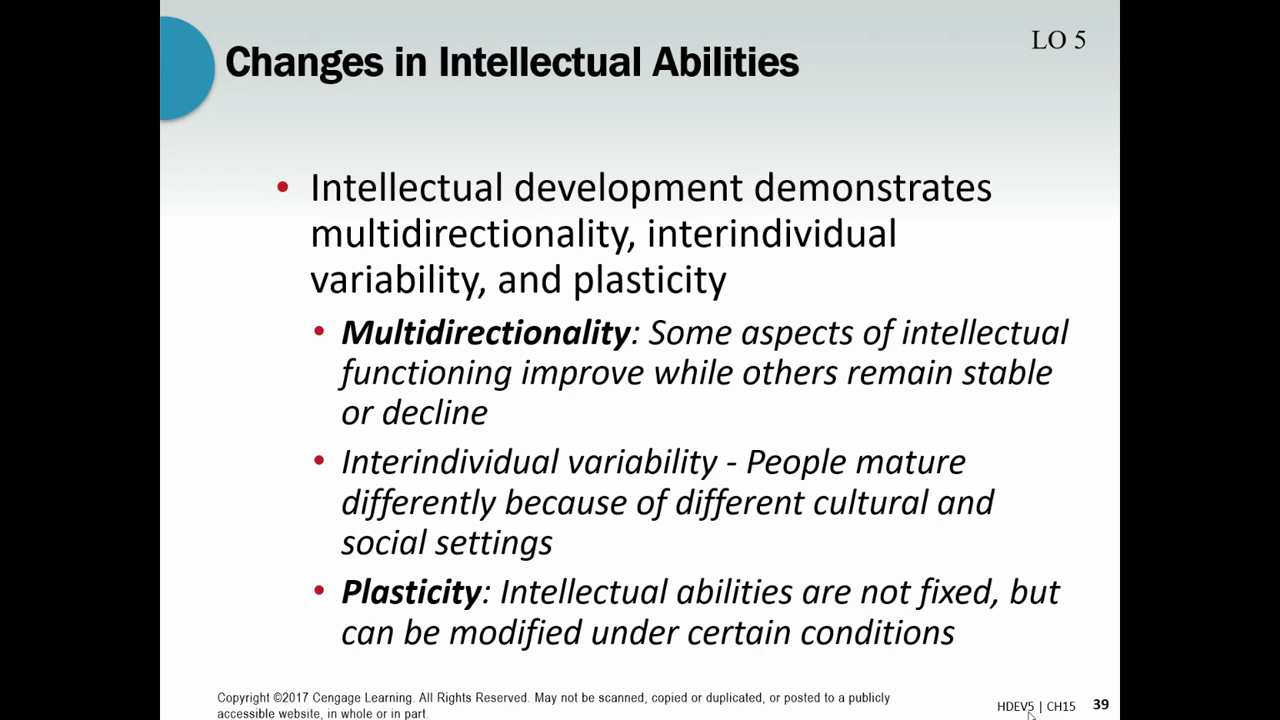 LO 5
Changes in Intellectual Abilities
• Intellectual development demonstrates
multidirectionality, interindividual
variability, and plasticity
• Multidirectionality: Some aspects of intellectual
functioning improve while others remain stable
or decline
• Interindividual variability - People mature
differently because of different cultural and
social settings
• Plasticity: Intellectual abilities are not fixed, but
can be modified under certain conditions
Copyright ©2017 Cengage Learning. All Rights Reserved. May not be scanned, copied or duplicated, or posted to a publicly
accessible website, in whole or in part.
HDEV5 | CH15 39